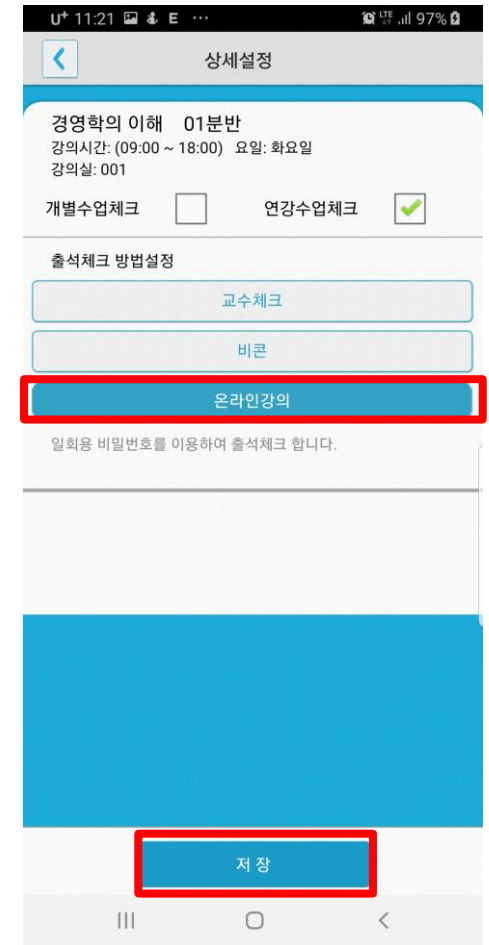 U+ 11:21 E ... LTE 97%
상세설정
경영학의 이해 01분반
강의시간: (09:00 ~ 18:00) 요일: 화요일
강의실: 001
개별수업체크 연강수업체크
출석체크 방법설정
교수체크
비콘
온라인강의
일회용 비밀번호를 이용하여 출석체크 합니다.
저 장